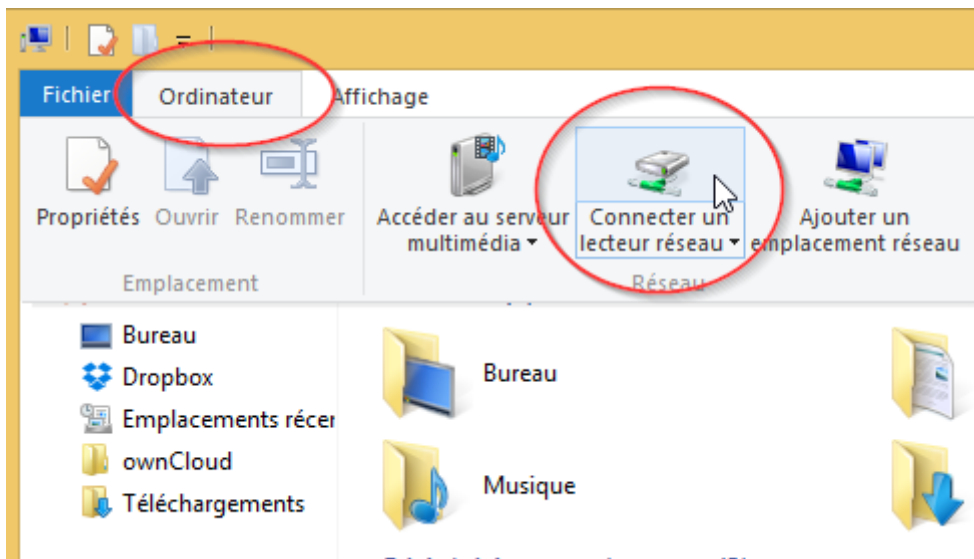 Fichier Ordinateur Affichage
Propriétés Ouvrir Renommer
Accéder au serveur
multimédia
Connecter un
lecteur réseau
Ajouter un
emplacement réseau
Emplacement
Réseau
Bureau
Dropbox
Emplacements récen
ownCloud
Téléchargements
Bureau
Musique